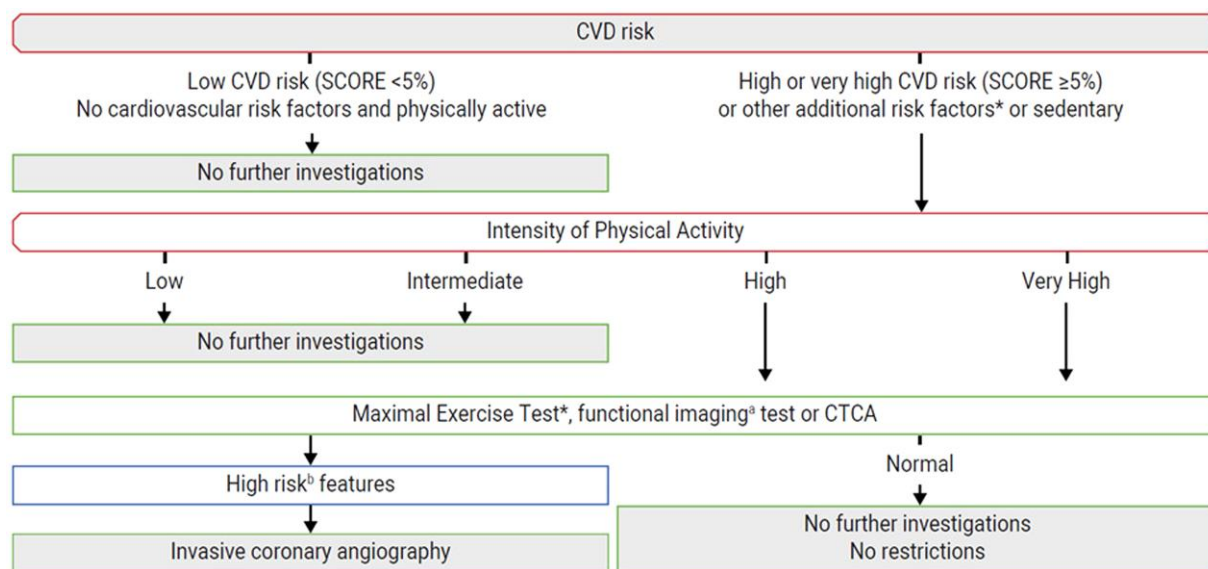 CVD risk
Low CVD risk (SCORE <5%)
No cardiovascular risk factors and physically active
High or very high CVD risk (SCORE ≥5%)
or other additional risk factors* or sedentary
No further investigations
Intensity of Physical Activity
Low
Intermediate
High
Very High
No further investigations
Maximal Exercise Test*, functional imagingᵃ test or CTCA
High riskᵇ features
Normal
Invasive coronary angiography
No further investigations
No restrictions